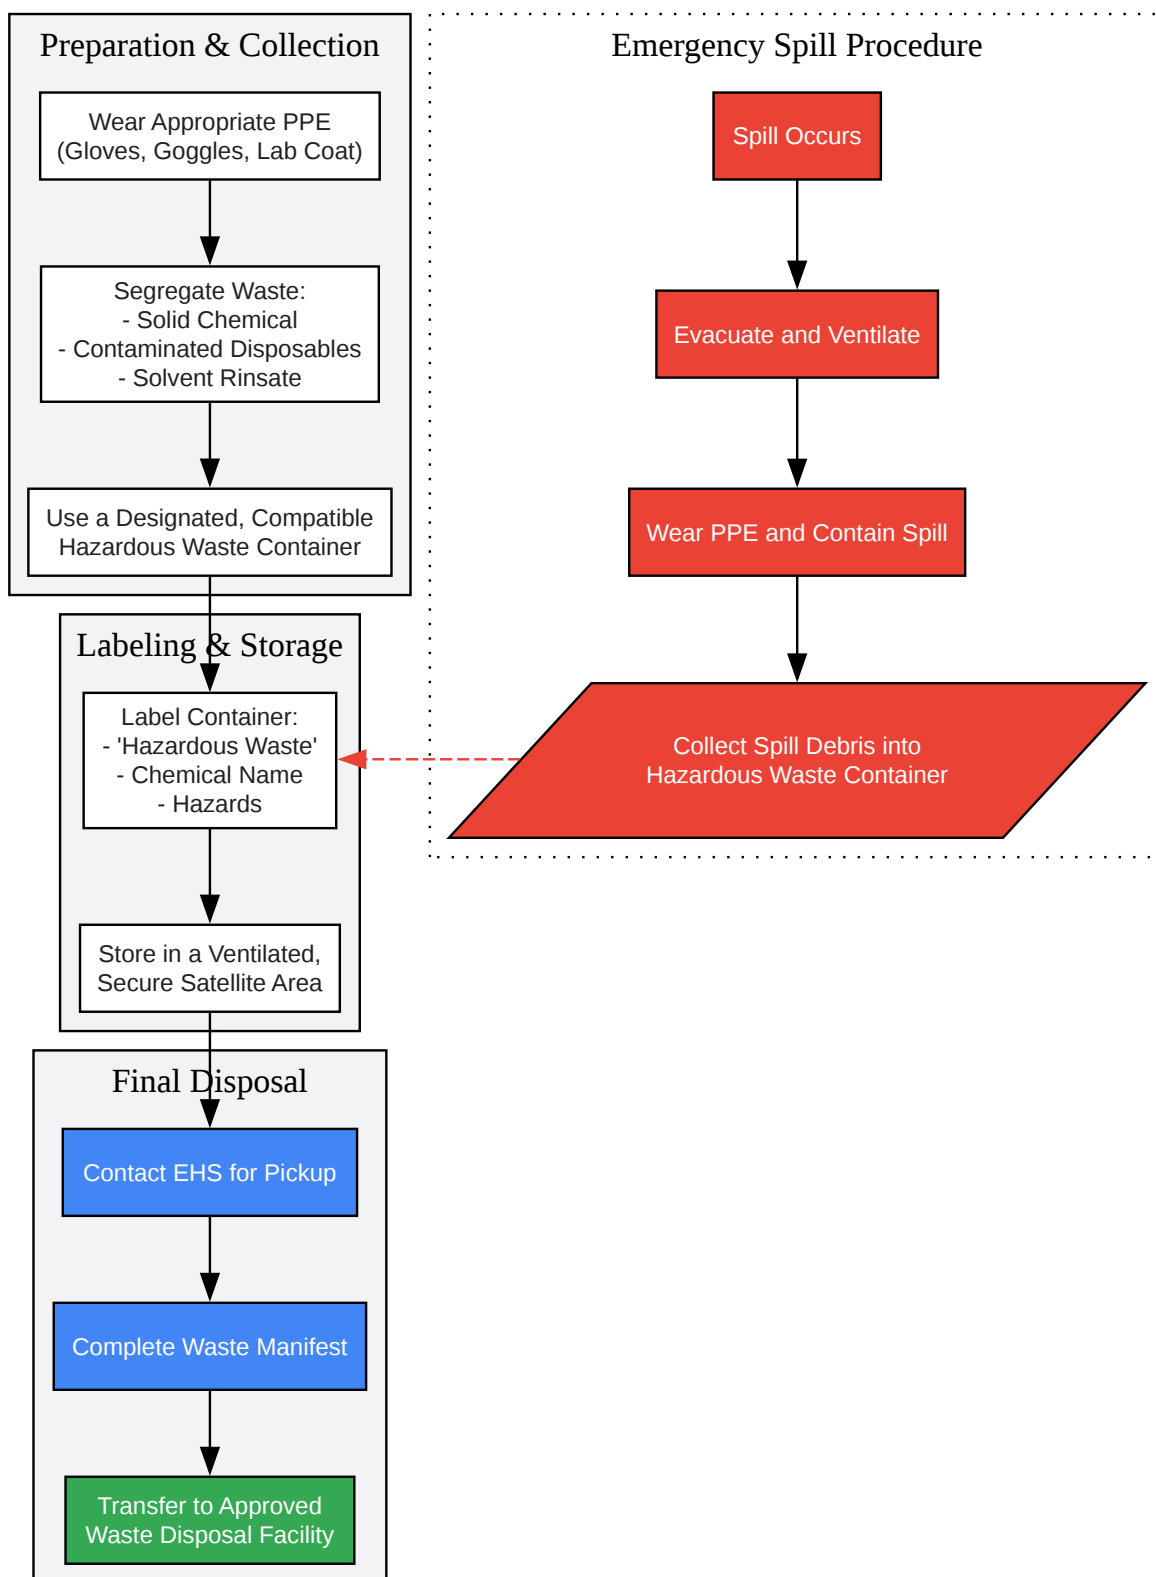 Preparation & Collection
Wear Appropriate PPE
(Gloves, Goggles, Lab Coat)
Segregate Waste:
- Solid Chemical
- Contaminated Disposables
- Solvent Rinsate
Use a Designated, Compatible
Hazardous Waste Container
Labeling & Storage
Label Container:
- 'Hazardous Waste'
- Chemical Name
- Hazards
Store in a Ventilated,
Secure Satellite Area
Final Disposal
Contact EHS for Pickup
Complete Waste Manifest
Transfer to Approved
Waste Disposal Facility
Emergency Spill Procedure
Spill Occurs
Evacuate and Ventilate
Wear PPE and Contain Spill
Collect Spill Debris into
Hazardous Waste Container